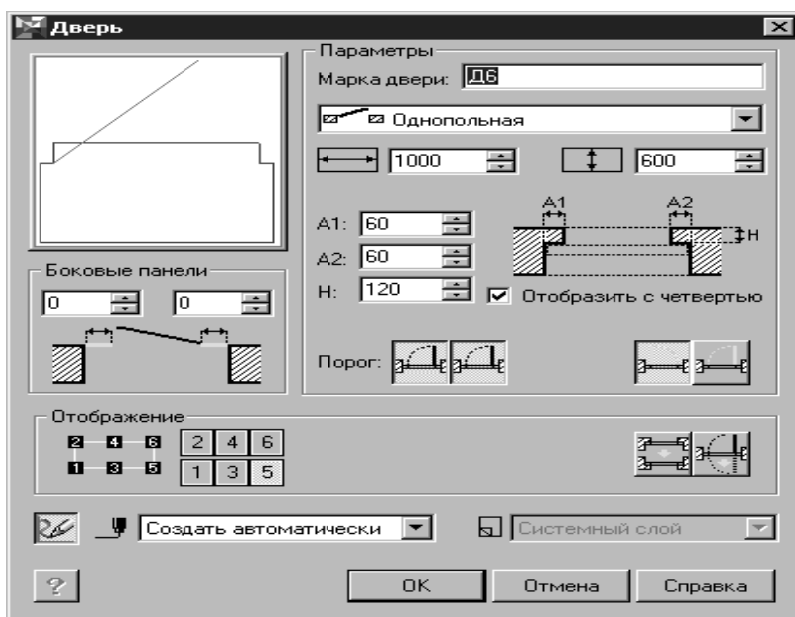 Дверь
Параметры
Марка двери: Д6
Однопольная
1000 600
A1 A2
A1: 60
H
A2: 60
Боковые панели
H: 120
Отобразить с четвертью
0 0
Порог:
Отображение
2 4 6 2 4 6
1 3 5 1 3 5
Создать автоматически Системный слой
? OK Отмена Справка